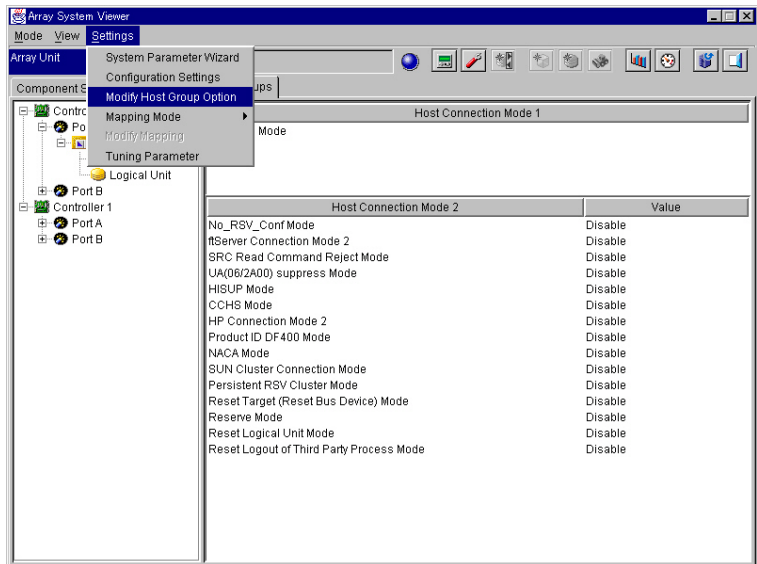 Array System Viewer
Mode View Settings
Array Unit
System Parameter Wizard
Configuration Settings
Modify Host Group Option
Mapping Mode
Modify Mapping
Tuning Parameter
Component S
ups
Contro
Po
Logical Unit
Port B
Controller 1
Port A
Port B
Host Connection Mode 1
Mode
Host Connection Mode 2 Value
No_RSV_Conf Mode Disable
ftServer Connection Mode 2 Disable
SRC Read Command Reject Mode Disable
UA(06/2A00) suppress Mode Disable
HISUP Mode Disable
CCHS Mode Disable
HP Connection Mode 2 Disable
Product ID DF400 Mode Disable
NACA Mode Disable
SUN Cluster Connection Mode Disable
Persistent RSV Cluster Mode Disable
Reset Target (Reset Bus Device) Mode Disable
Reserve Mode Disable
Reset Logical Unit Mode Disable
Reset Logout of Third Party Process Mode Disable